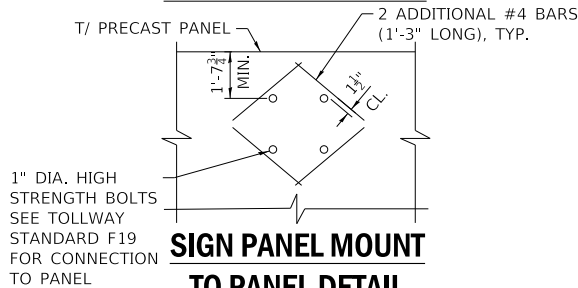 T/ PRECAST PANEL
2 ADDITIONAL #4 BARS
(1'-3" LONG), TYP.
1'-7¾"
MIN.
1½"
CL.
1" DIA. HIGH
STRENGTH BOLTS
SEE TOLLWAY
STANDARD F19
FOR CONNECTION
TO PANEL
SIGN PANEL MOUNT
TO PANEL DETAIL